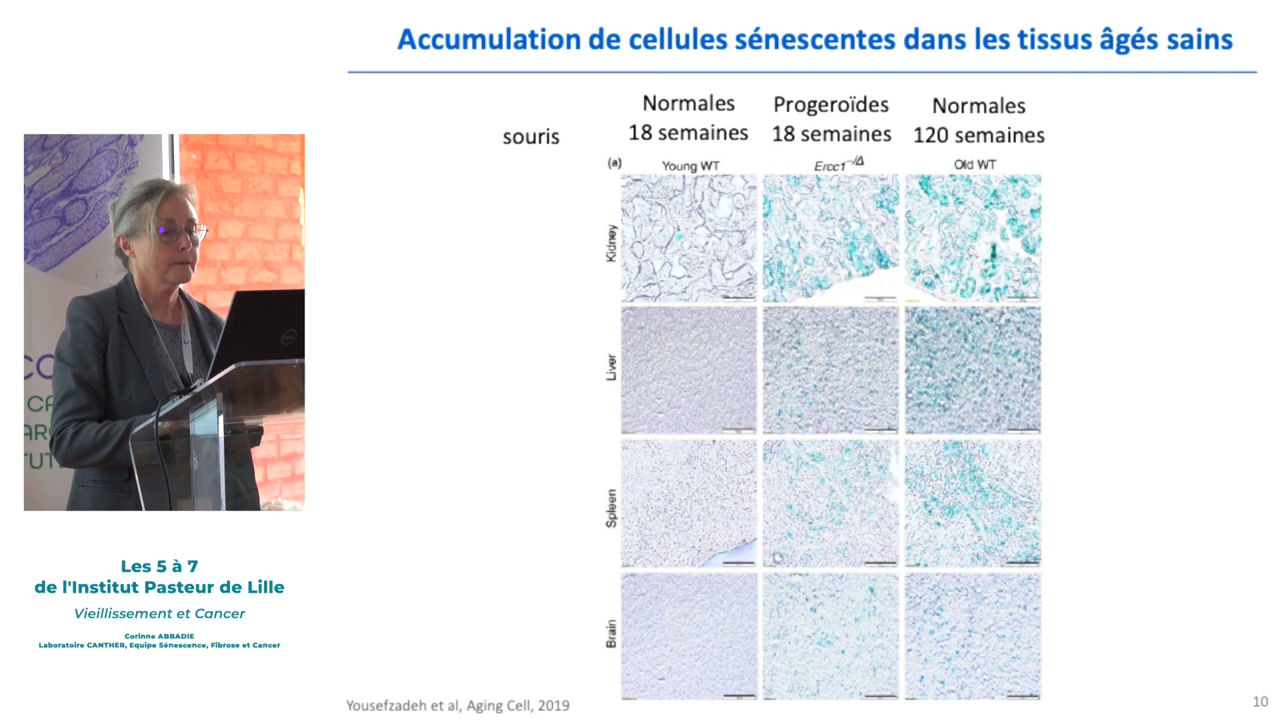 Accumulation de cellules sénescentes dans les tissus âgés sains
souris
Normales
18 semaines
Progeroïdes
18 semaines
Normales
120 semaines
(a)
Young WT
Ercc1⁻/Δ
Old WT
Kidney
Liver
Spleen
Brain
Les 5 à 7
de l'Institut Pasteur de Lille
Vieillissement et Cancer
Corinne ABBADIE
Laboratoire CANTHER, Equipe Sénescence, Fibrose et Cancer
Yousefzadeh et al, Aging Cell, 2019
10